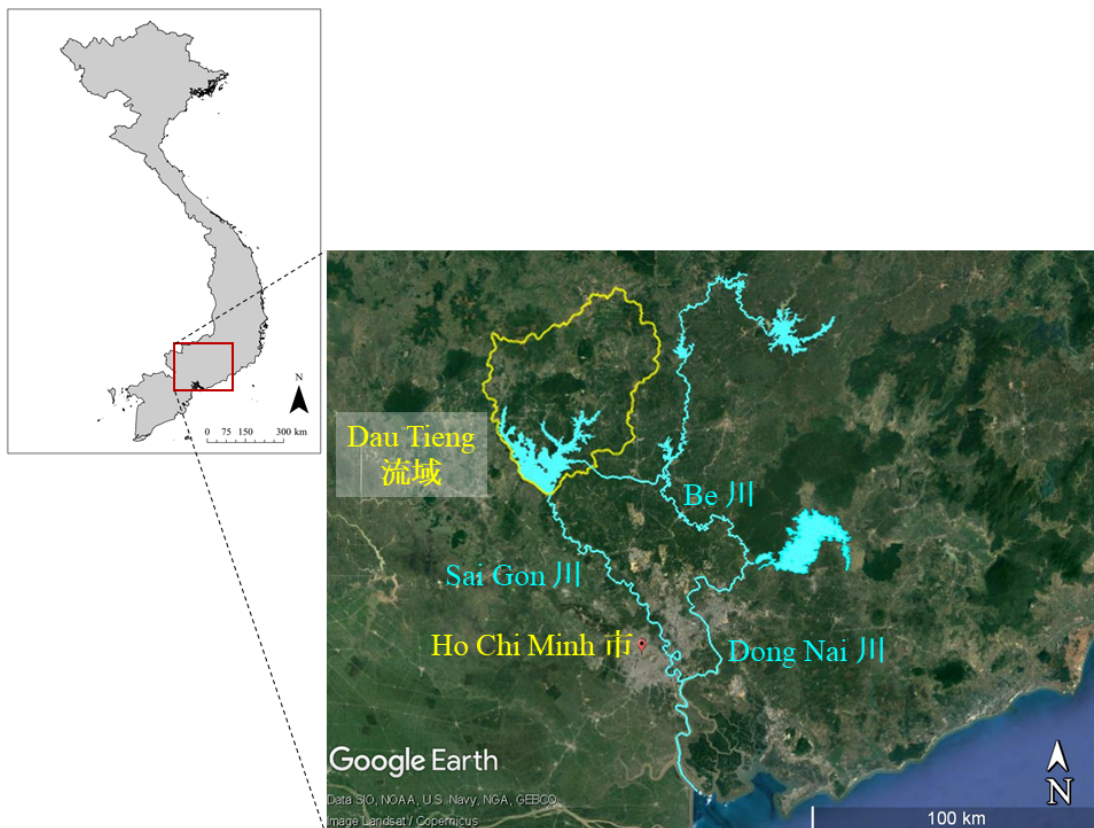 N
0 75 150 300 km
Dau Tieng
流域
Be 川
Sai Gon 川
Ho Chi Minh 市
Dong Nai 川
Google Earth
N
Data SIO, NOAA, U.S. Navy, NGA, GEBCO
Image Landsat / Copernicus
100 km